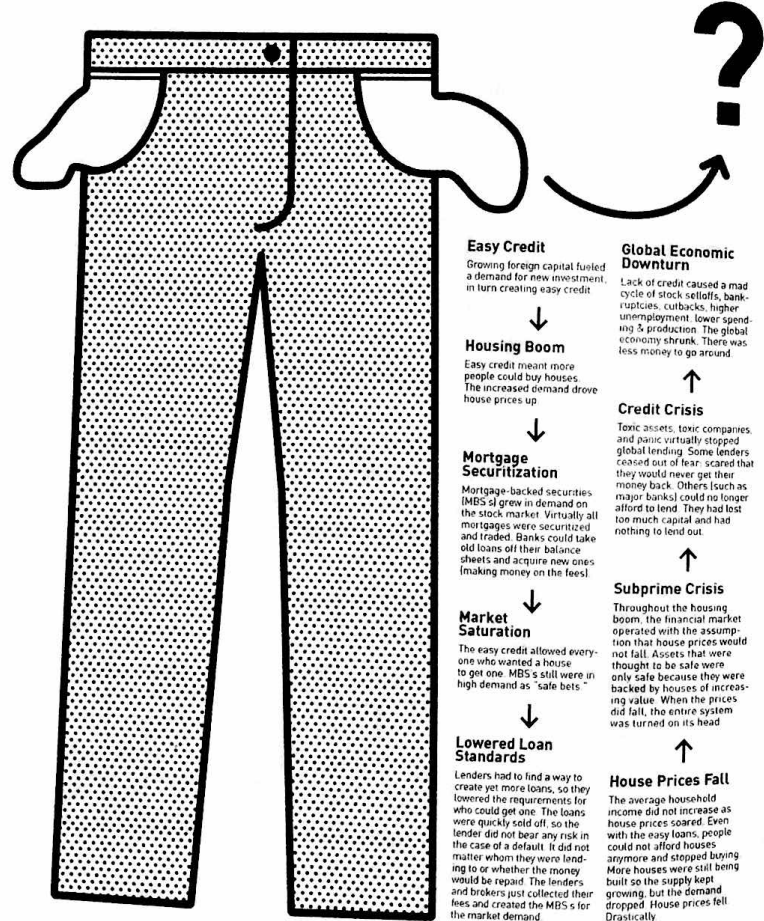 ?
Easy Credit
Growing foreign capital fueled
a demand for new investment,
in turn creating easy credit
Housing Boom
Easy credit meant more
people could buy houses.
The increased demand drove
house prices up
Mortgage
Securitization
Mortgage-backed securities
(MBS s) grew in demand on
the stock market. Virtually all
mortgages were securitized
and traded. Banks could take
old loans off their balance
sheets and acquire new ones
(making money on the fees)
Market
Saturation
The easy credit allowed every-
one who wanted a house
to get one. MBS s still were in
high demand as "safe bets."
Lowered Loan
Standards
Lenders had to find a way to
create yet more loans, so they
lowered the requirements for
who could get one. The loans
were quickly sold off, so the
lender did not bear any risk in
the case of a default. It did not
matter whom they were lend-
ing to or whether the money
would be repaid. The lenders
and brokers just collected their
fees and created the MBS s for
the market demand.
House Prices Fall
The average household
income did not increase as
house prices soared. Even
with the easy loans, people
could not afford houses
anymore and stopped buying
More houses were still being
built so the supply kept
growing, but the demand
dropped. House prices fell
Drastically
Subprime Crisis
Throughout the housing
boom, the financial market
operated with the assump-
tion that house prices would
not fall. Assets that were
thought to be safe were
only safe because they were
backed by houses of increas-
ing value. When the prices
did fall, the entire system
was turned on its head
Credit Crisis
Toxic assets, toxic companies,
and panic virtually stopped
global lending. Some lenders
ceased out of fear: scared that
they would never get their
money back. Others (such as
major banks) could no longer
afford to lend. They had lost
too much capital and had
nothing to lend out.
Global Economic
Downturn
Lack of credit caused a mad
cycle of stock selloffs, bank-
ruptcies, cutbacks, higher
unemployment, lower spend-
ing & production. The global
economy shrunk. There was
less money to go around.